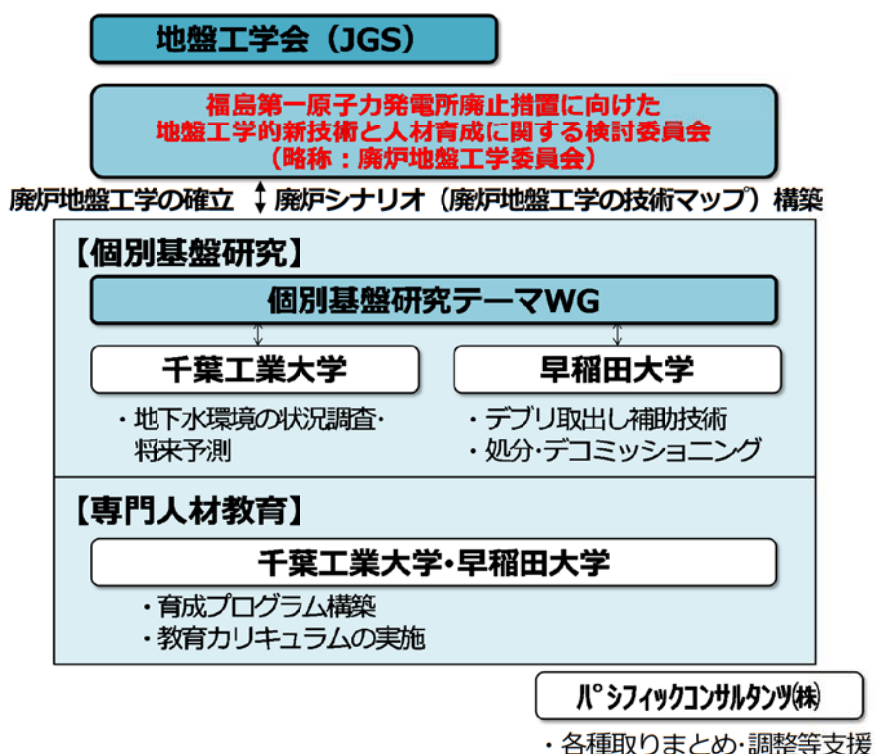 地盤工学会（JGS）
福島第一原子力発電所廃止措置に向けた
地盤工学的新技術と人材育成に関する検討委員会
（略称：廃炉地盤工学委員会）
廃炉地盤工学の確立 廃炉シナリオ（廃炉地盤工学の技術マップ）構築
【個別基盤研究】
個別基盤研究テーマWG
千葉工業大学
早稲田大学
・地下水環境の状況調査・
将来予測
・デブリ取出し補助技術
・処分・デコミッショニング
【専門人材教育】
千葉工業大学・早稲田大学
・育成プログラム構築
・教育カリキュラムの実施
ﾊﾟｼﾌｨｯｸｺﾝｻﾙﾀﾝﾂ㈱
・各種取りまとめ・調整等支援